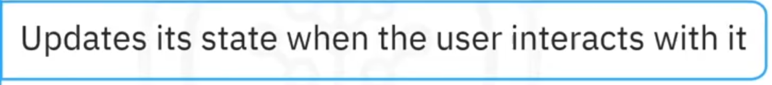 Updates its state when the user interacts with it